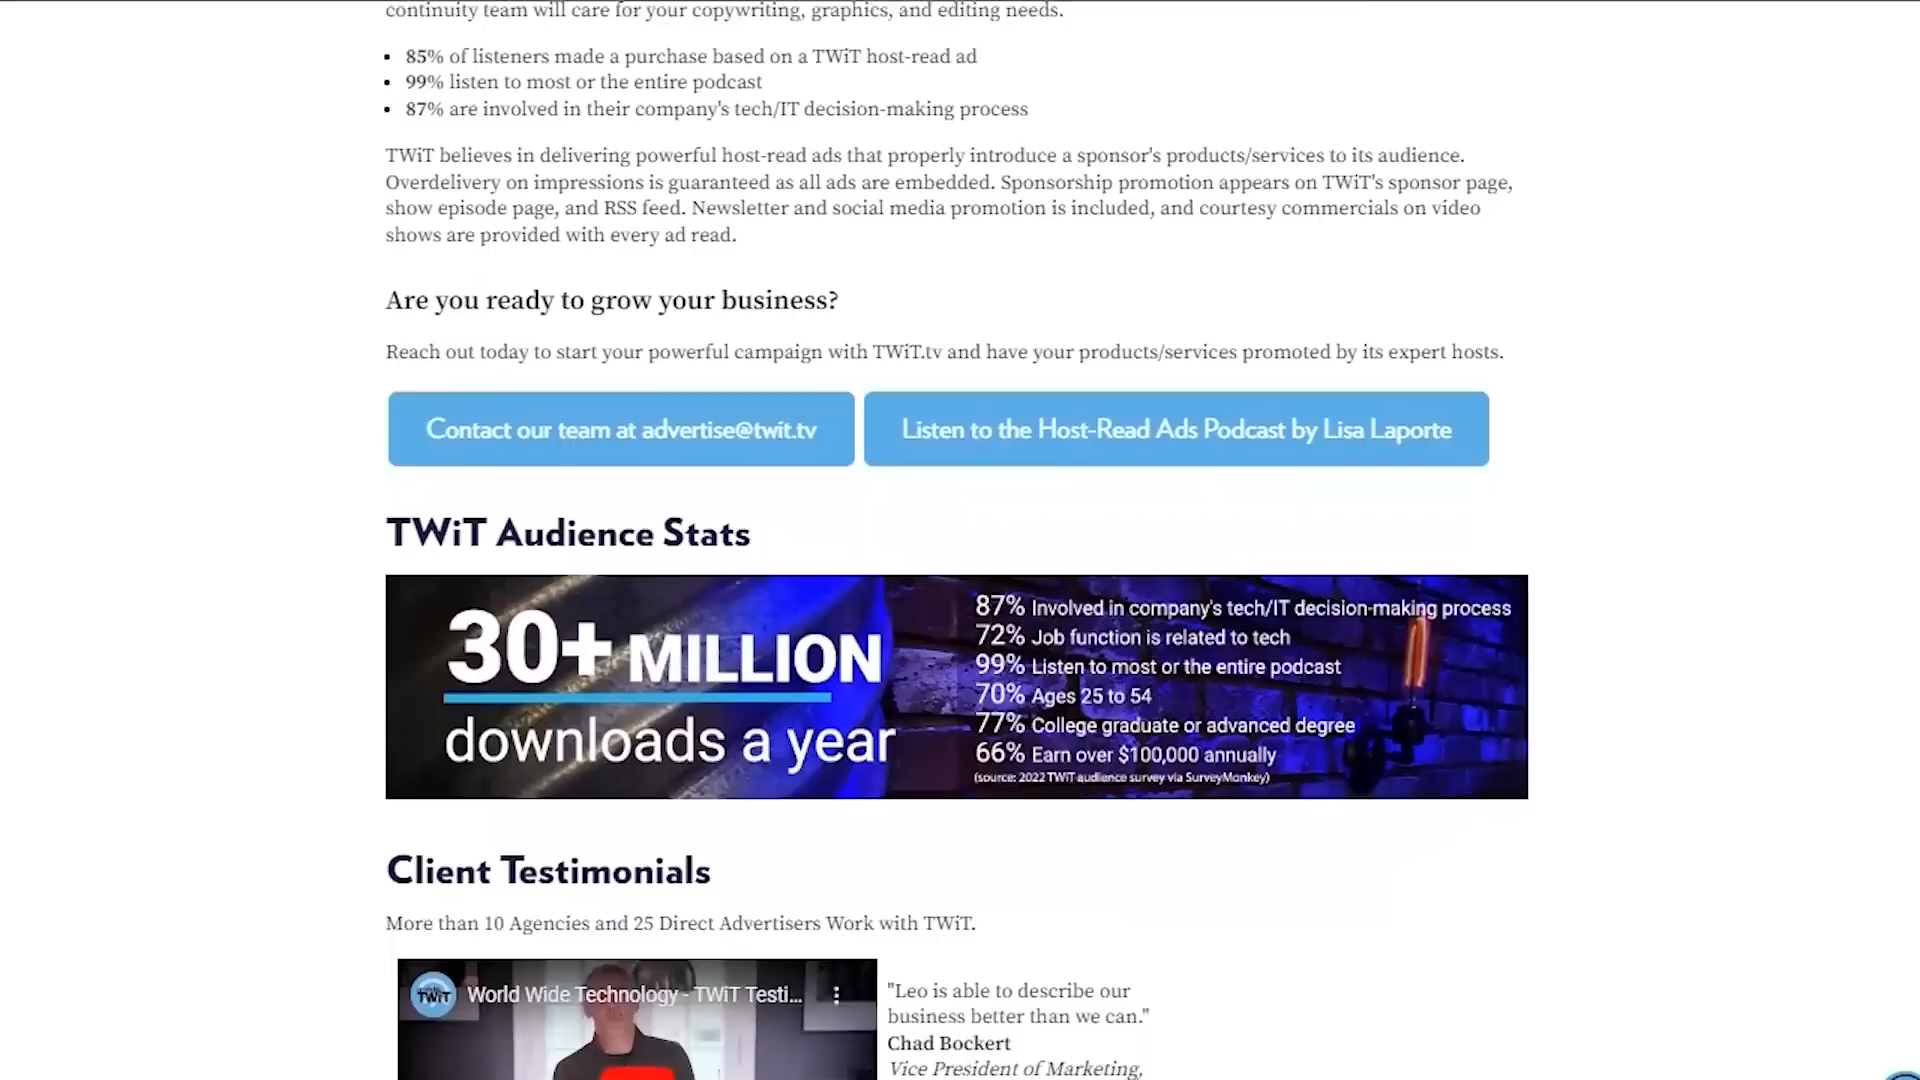 continuity team will care for your copywriting, graphics, and editing needs.
85% of listeners made a purchase based on a TWiT host-read ad
99% listen to most or the entire podcast
87% are involved in their company's tech/IT decision-making process
TWiT believes in delivering powerful host-read ads that properly introduce a sponsor's products/services to its audience.
Overdelivery on impressions is guaranteed as all ads are embedded. Sponsorship promotion appears on TWiT's sponsor page,
show episode page, and RSS feed. Newsletter and social media promotion is included, and courtesy commercials on video
shows are provided with every ad read.
Are you ready to grow your business?
Reach out today to start your powerful campaign with TWiT.tv and have your products/services promoted by its expert hosts.
Contact our team at advertise@twit.tv
Listen to the Host-Read Ads Podcast by Lisa Laporte
TWiT Audience Stats
30+ MILLION
downloads a year
87% Involved in company's tech/IT decision-making process
72% Job function is related to tech
99% Listen to most or the entire podcast
70% Ages 25 to 54
77% College graduate or advanced degree
66% Earn over $100,000 annually
(source: 2022 TWiT audience survey via SurveyMonkey)
Client Testimonials
More than 10 Agencies and 25 Direct Advertisers Work with TWiT.
TWiT
World Wide Technology - TWiT Testi...
"Leo is able to describe our
business better than we can."
Chad Bockert
Vice President of Marketing,